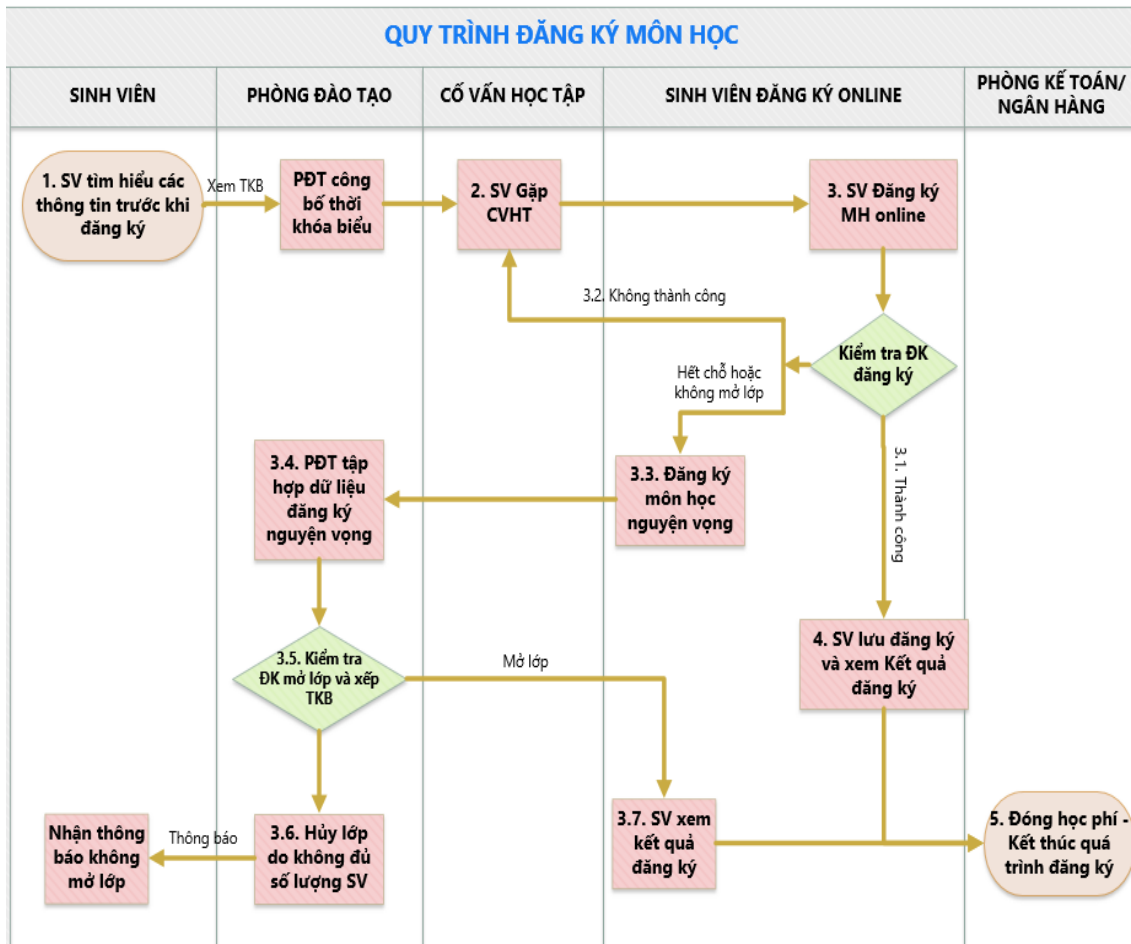 QUY TRÌNH ĐĂNG KÝ MÔN HỌC
SINH VIÊN
PHÒNG ĐÀO TẠO
CỐ VẤN HỌC TẬP
SINH VIÊN ĐĂNG KÝ ONLINE
PHÒNG KẾ TOÁN/
NGÂN HÀNG
1. SV tìm hiểu các
thông tin trước khi
đăng ký
Xem TKB
PĐT công
bố thời
khóa biểu
2. SV Gặp
CVHT
3. SV Đăng ký
MH online
3.2. Không thành công
Kiểm tra ĐK
đăng ký
Hết chỗ hoặc
không mở lớp
3.1. Thành
công
3.3. Đăng ký
môn học
nguyện vọng
3.4. PĐT tập
hợp dữ liệu
đăng ký
nguyện vọng
3.5. Kiểm tra
ĐK mở lớp và xếp
TKB
Mở lớp
4. SV lưu đăng ký
và xem Kết quả
đăng ký
Nhận thông
báo không
mở lớp
Thông báo
3.6. Hủy lớp
do không đủ
số lượng SV
3.7. SV xem
kết quả
đăng ký
5. Đóng học phí -
Kết thúc quá
trình đăng ký